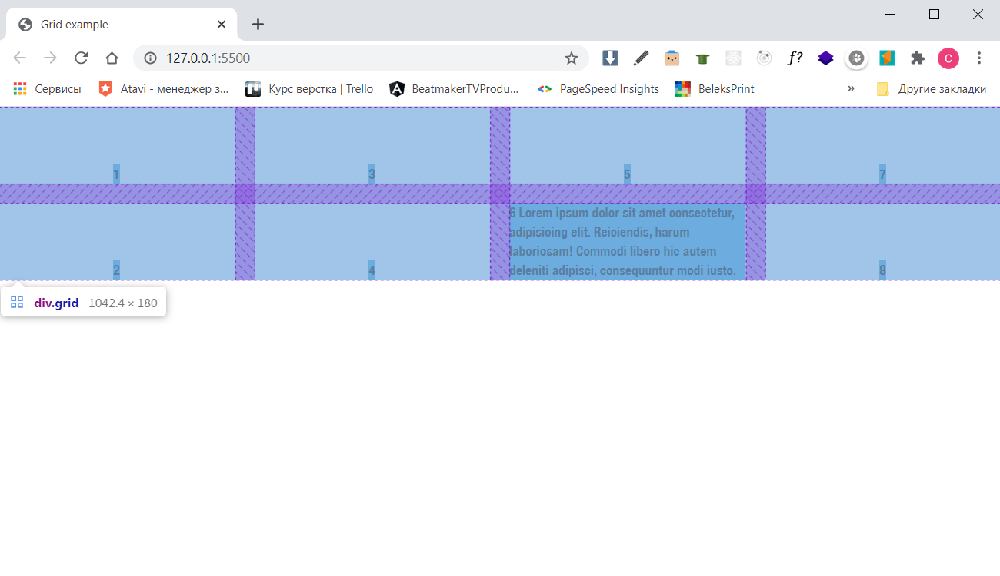 Grid example
127.0.0.1:5500
f?
C
Сервисы
Atavi - менеджер з...
Курс верстка | Trello
BeatmakerTVProdu...
PageSpeed Insights
BeleksPrint
»
Другие закладки
1
3
5
7
2
4
6 Lorem ipsum dolor sit amet consectetur,
adipisicing elit. Reiciendis, harum
laboriosam! Commodi libero hic autem
deleniti adipisci, consequuntur modi iusto.
8
div.grid 1042.4 × 180